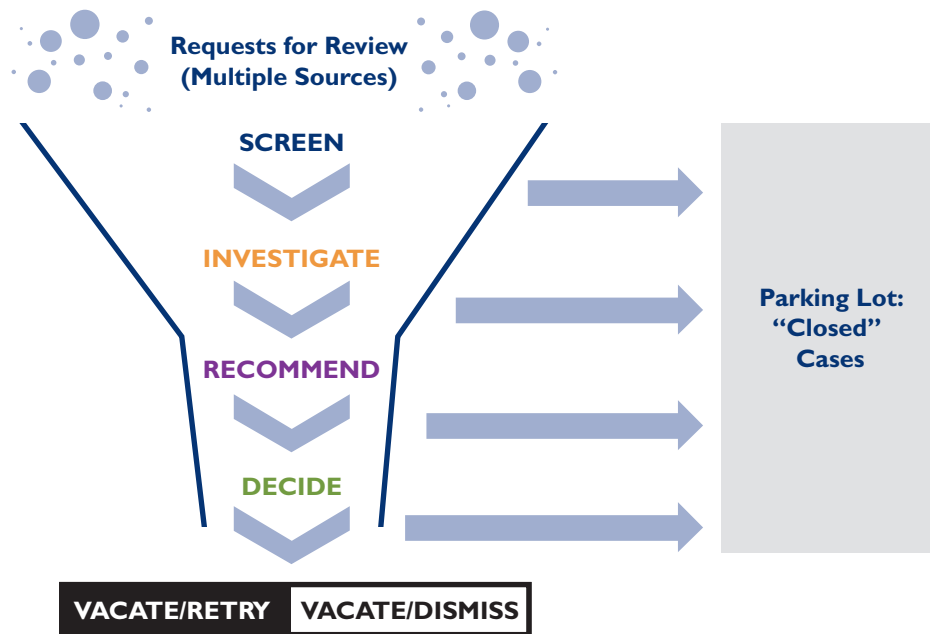 Requests for Review
(Multiple Sources)
SCREEN
INVESTIGATE
RECOMMEND
DECIDE
VACATE/RETRY
VACATE/DISMISS
Parking Lot:
“Closed”
Cases